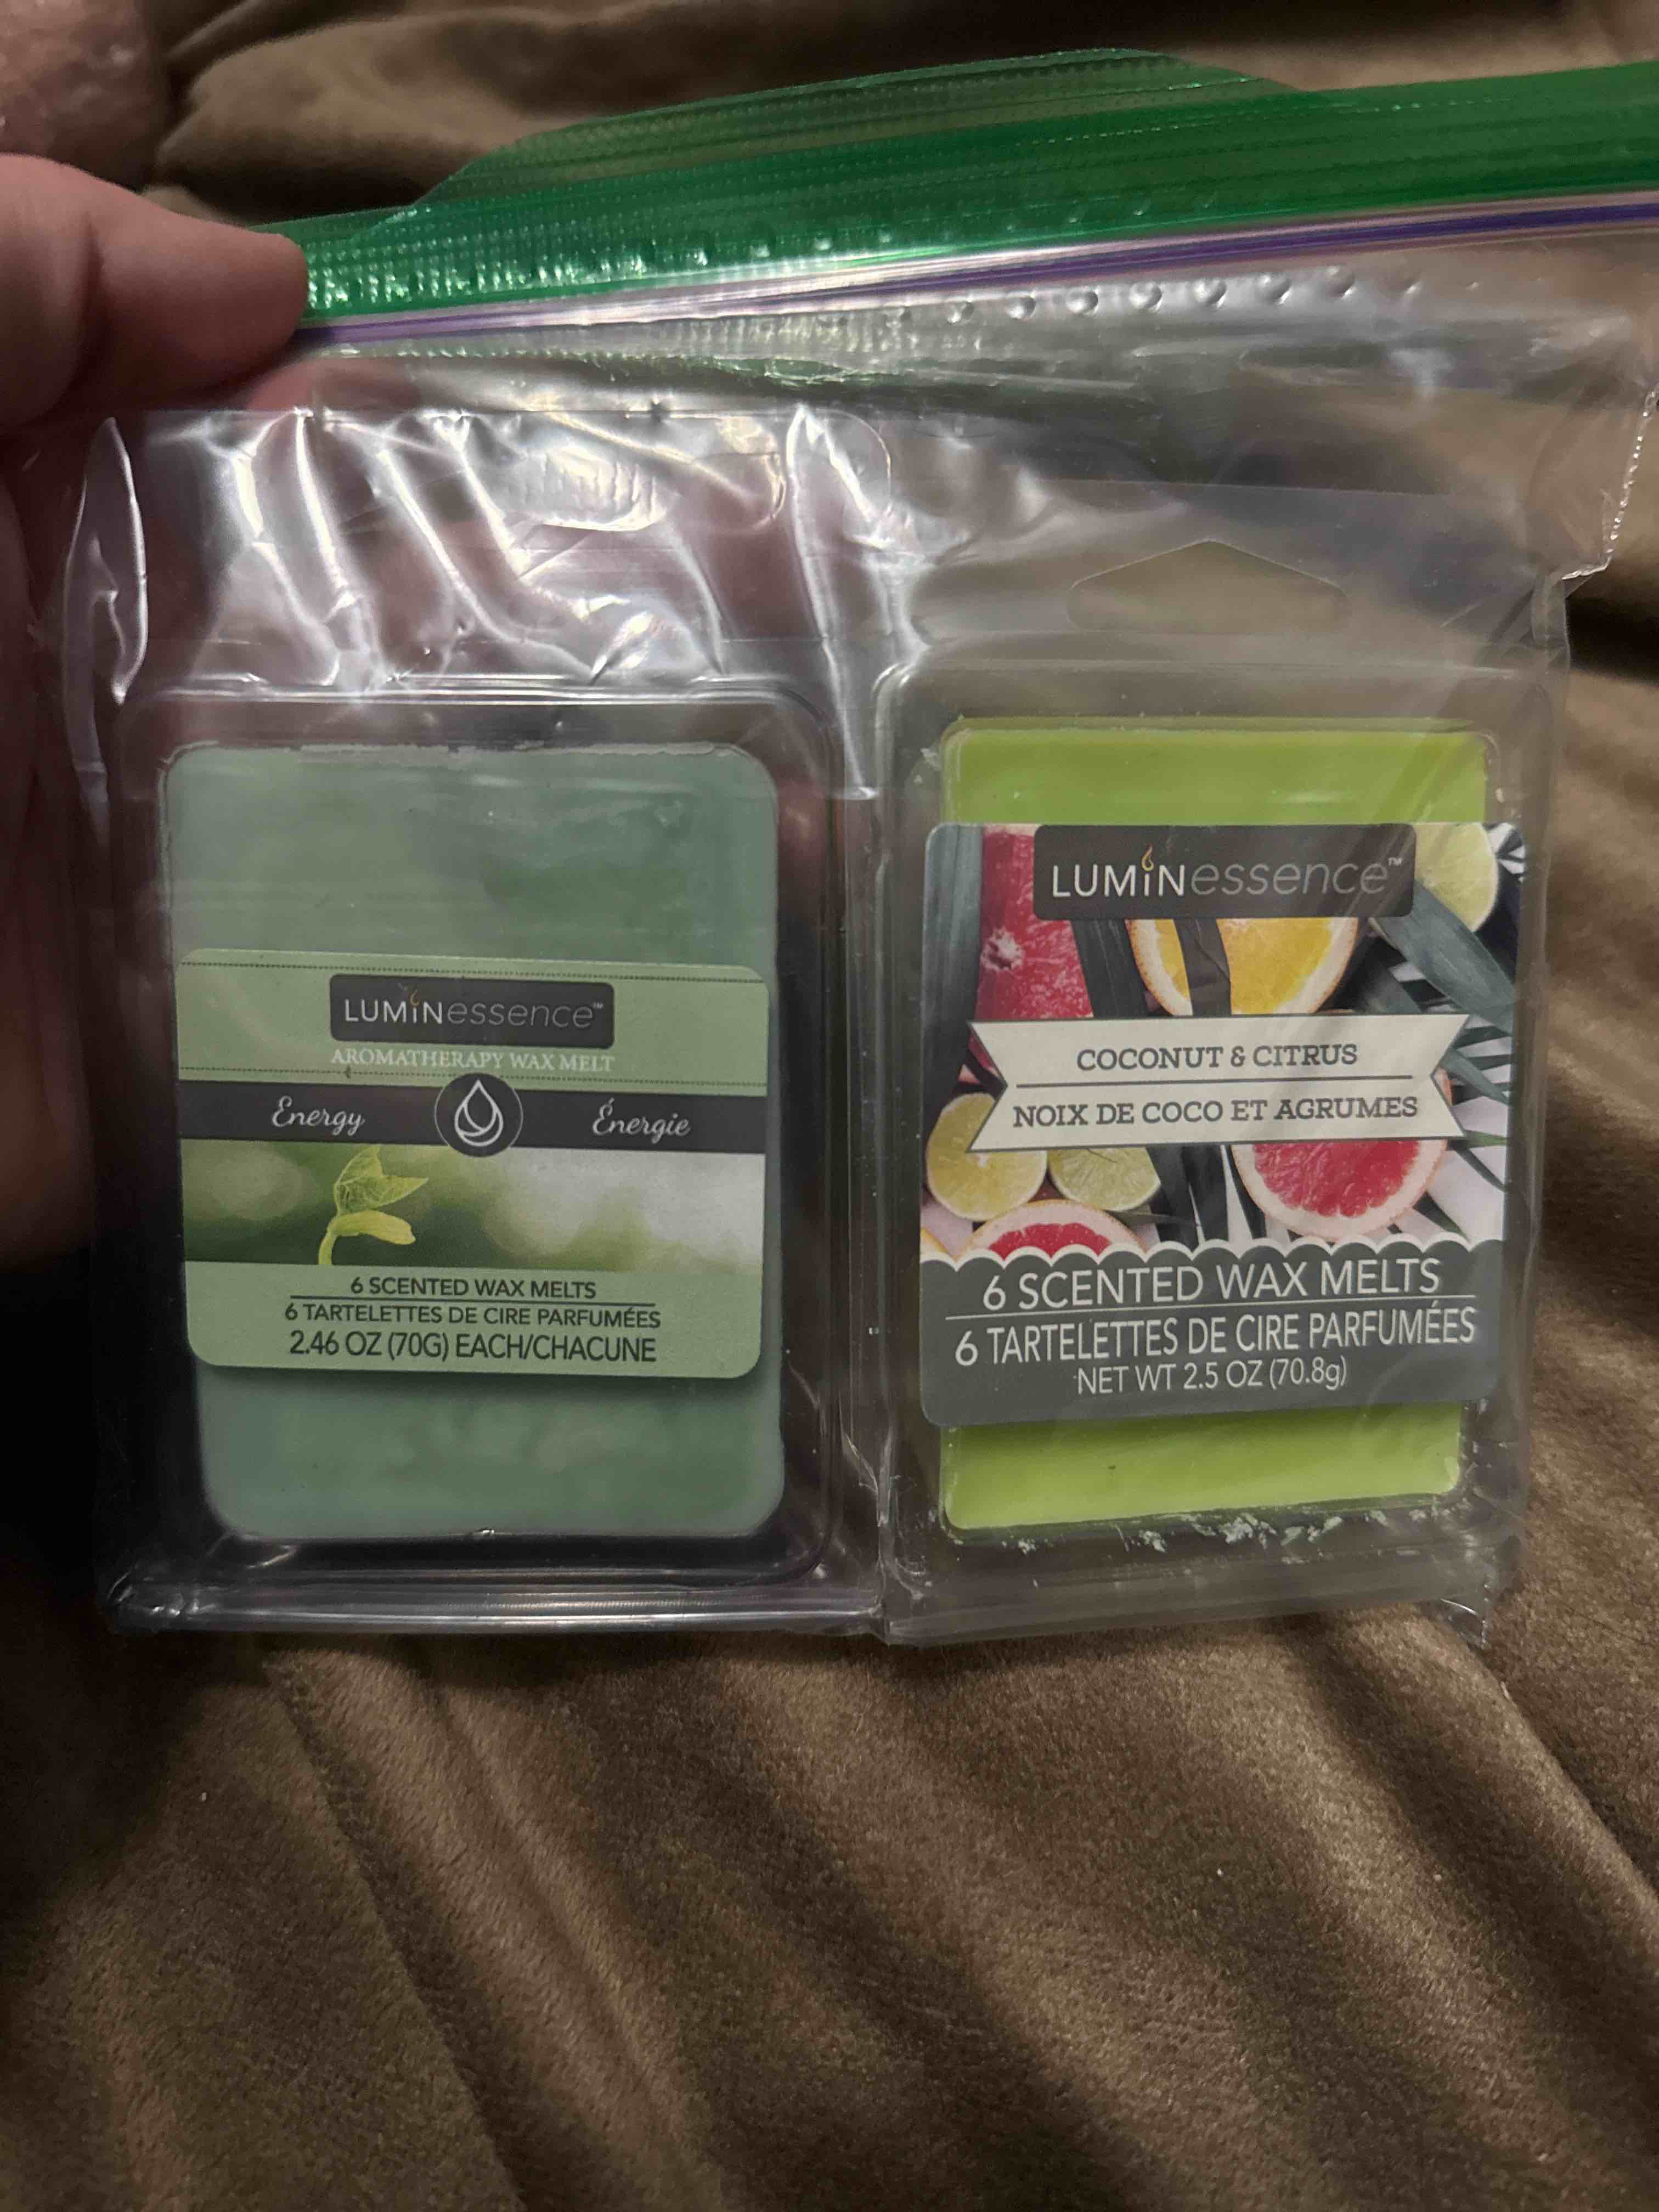 LUMINessence™
AROMATHERAPY WAX MELT
Energy Énergie
6 SCENTED WAX MELTS
6 TARTELETTES DE CIRE PARFUMÉES
2.46 OZ (70G) EACH/CHACUNE
LUMINessence™
COCONUT & CITRUS
NOIX DE COCO ET AGRUMES
6 SCENTED WAX MELTS
6 TARTELETTES DE CIRE PARFUMÉES
NET WT 2.5 OZ (70.8g)